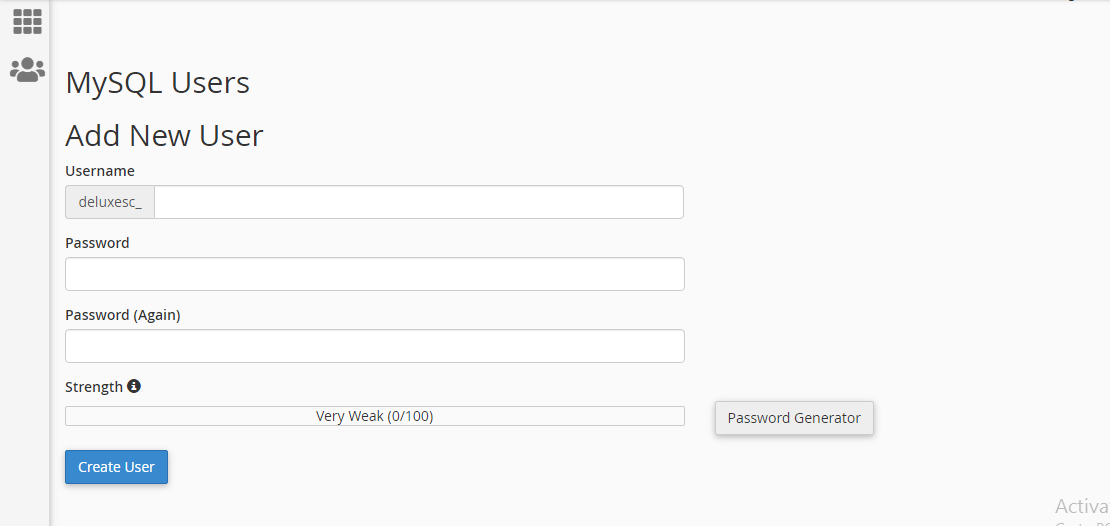 MySQL Users
Add New User
Username
deluxesc_
Password
Password (Again)
Strength
Very Weak (0/100)
Password Generator
Create User